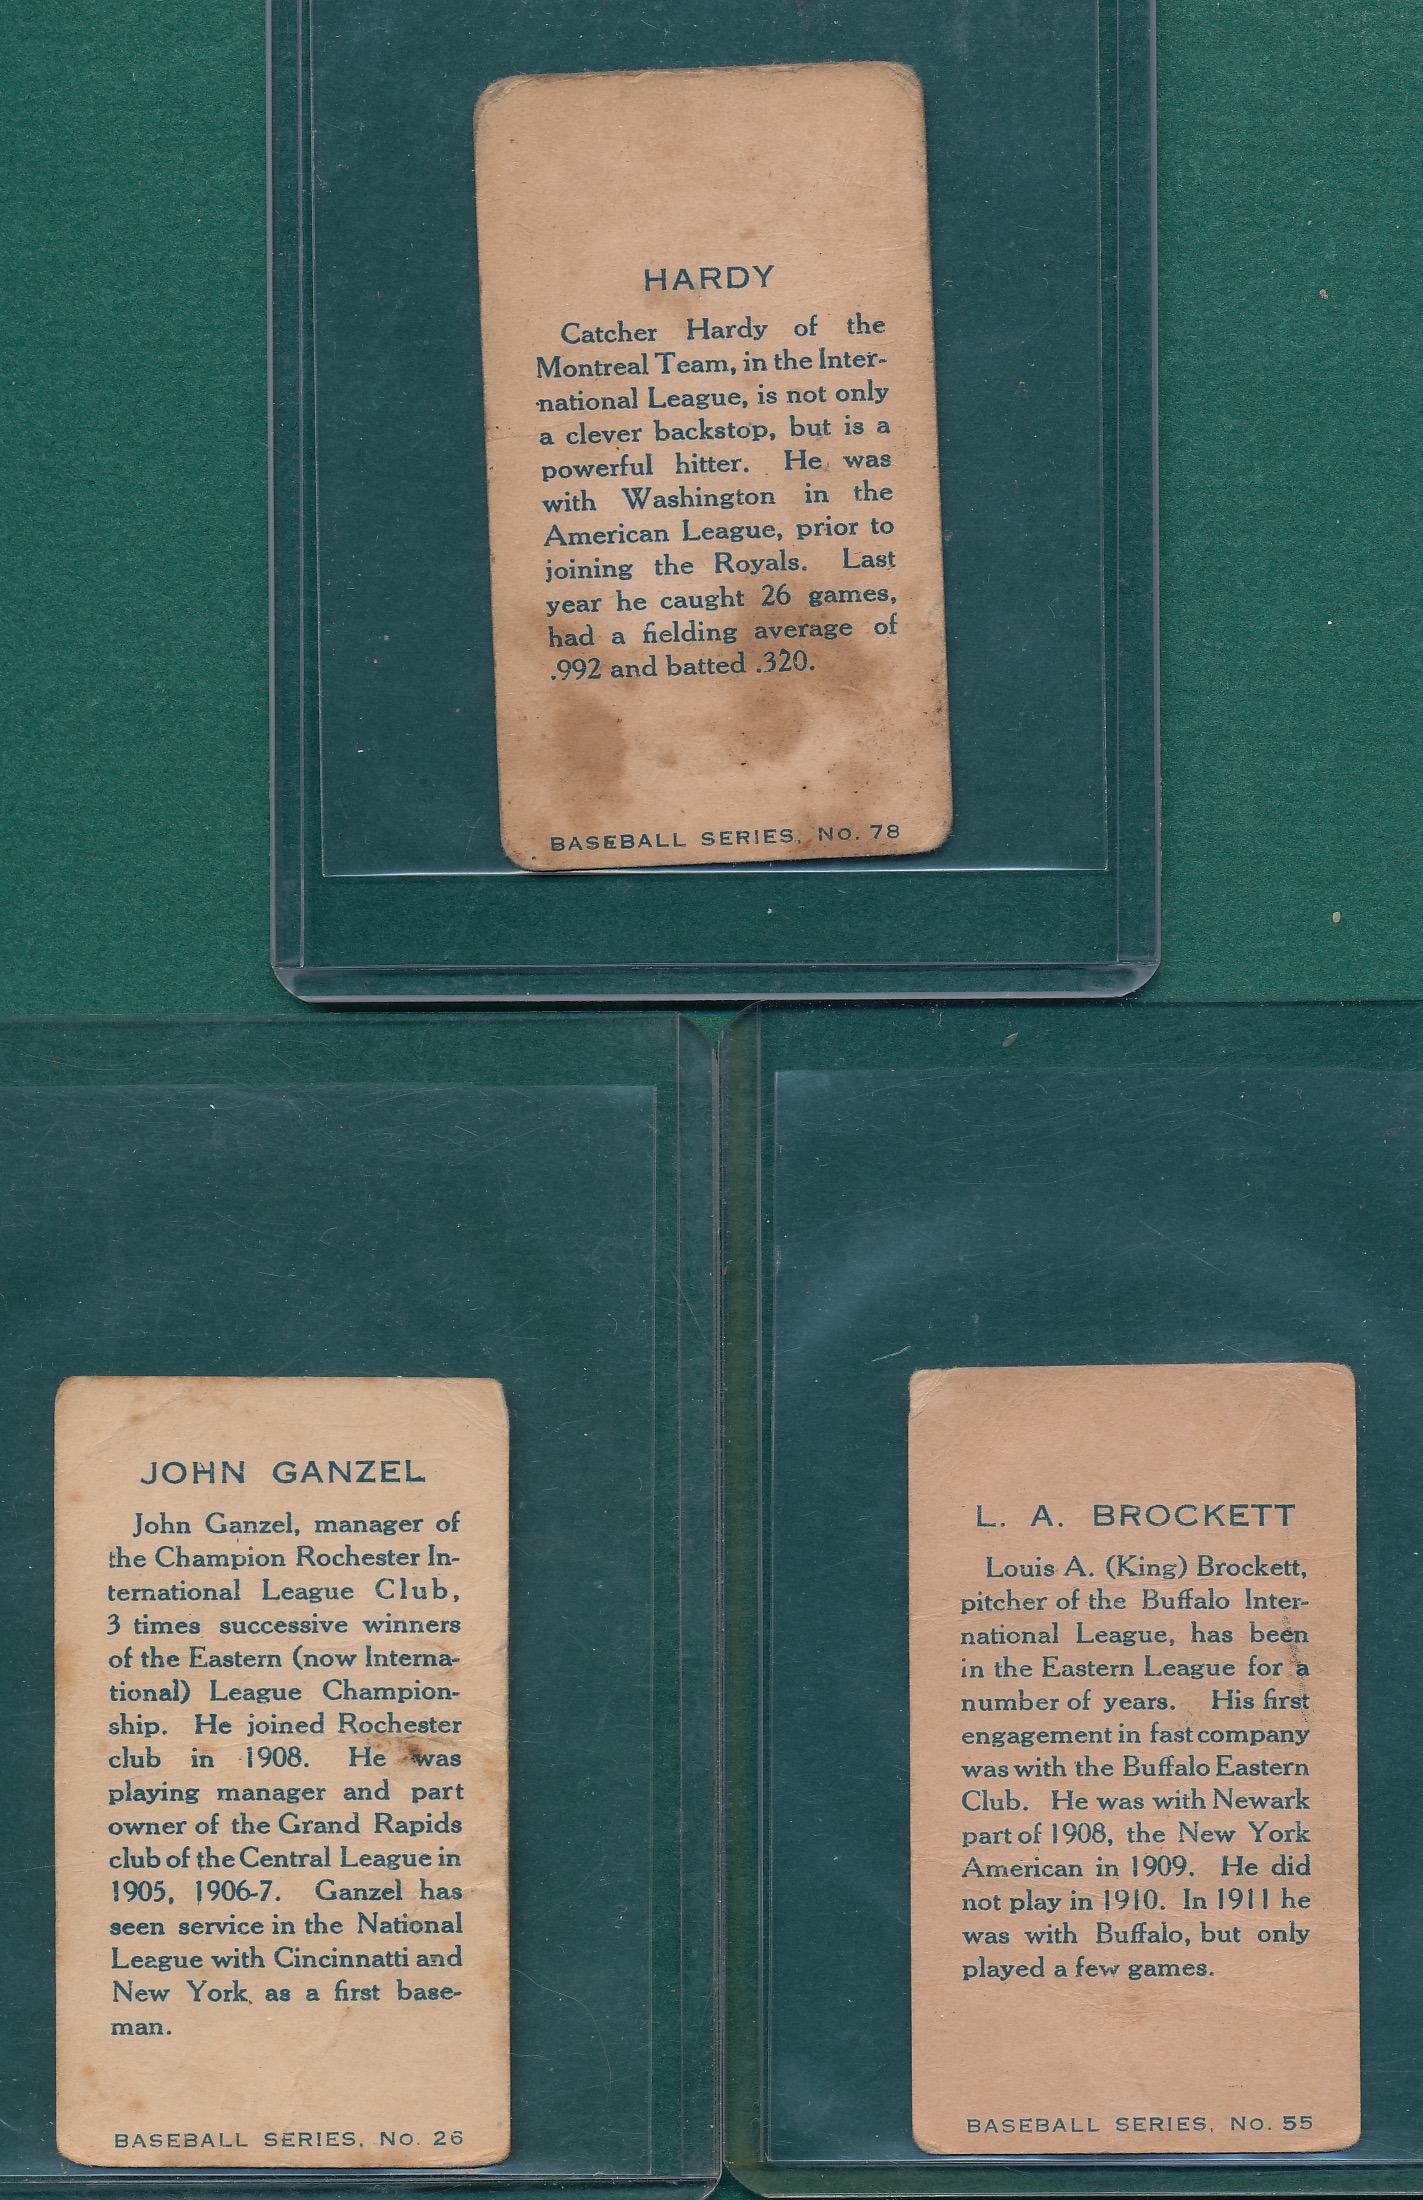 HARDY
Catcher Hardy of the
Montreal Team, in the Inter-
national League, is not only
a clever backstop, but is a
powerful hitter. He was
with Washington in the
American League, prior to
joining the Royals. Last
year he caught 26 games,
had a fielding average of
.992 and batted .320.
BASEBALL SERIES, No. 78
JOHN GANZEL
John Ganzel, manager of
the Champion Rochester In-
ternational League Club,
3 times successive winners
of the Eastern (now Interna-
tional) League Champion-
ship. He joined Rochester
club in 1908. He was
playing manager and part
owner of the Grand Rapids
club of the Central League in
1905, 1906-7. Ganzel has
seen service in the National
League with Cincinnatti and
New York, as a first base-
man.
BASEBALL SERIES, No. 26
L. A. BROCKETT
Louis A. (King) Brockett,
pitcher of the Buffalo Inter-
national League, has been
in the Eastern League for a
number of years. His first
engagement in fast company
was with the Buffalo Eastern
Club. He was with Newark
part of 1908, the New York
American in 1909. He did
not play in 1910. In 1911 he
was with Buffalo, but only
played a few games.
BASEBALL SERIES, No. 55